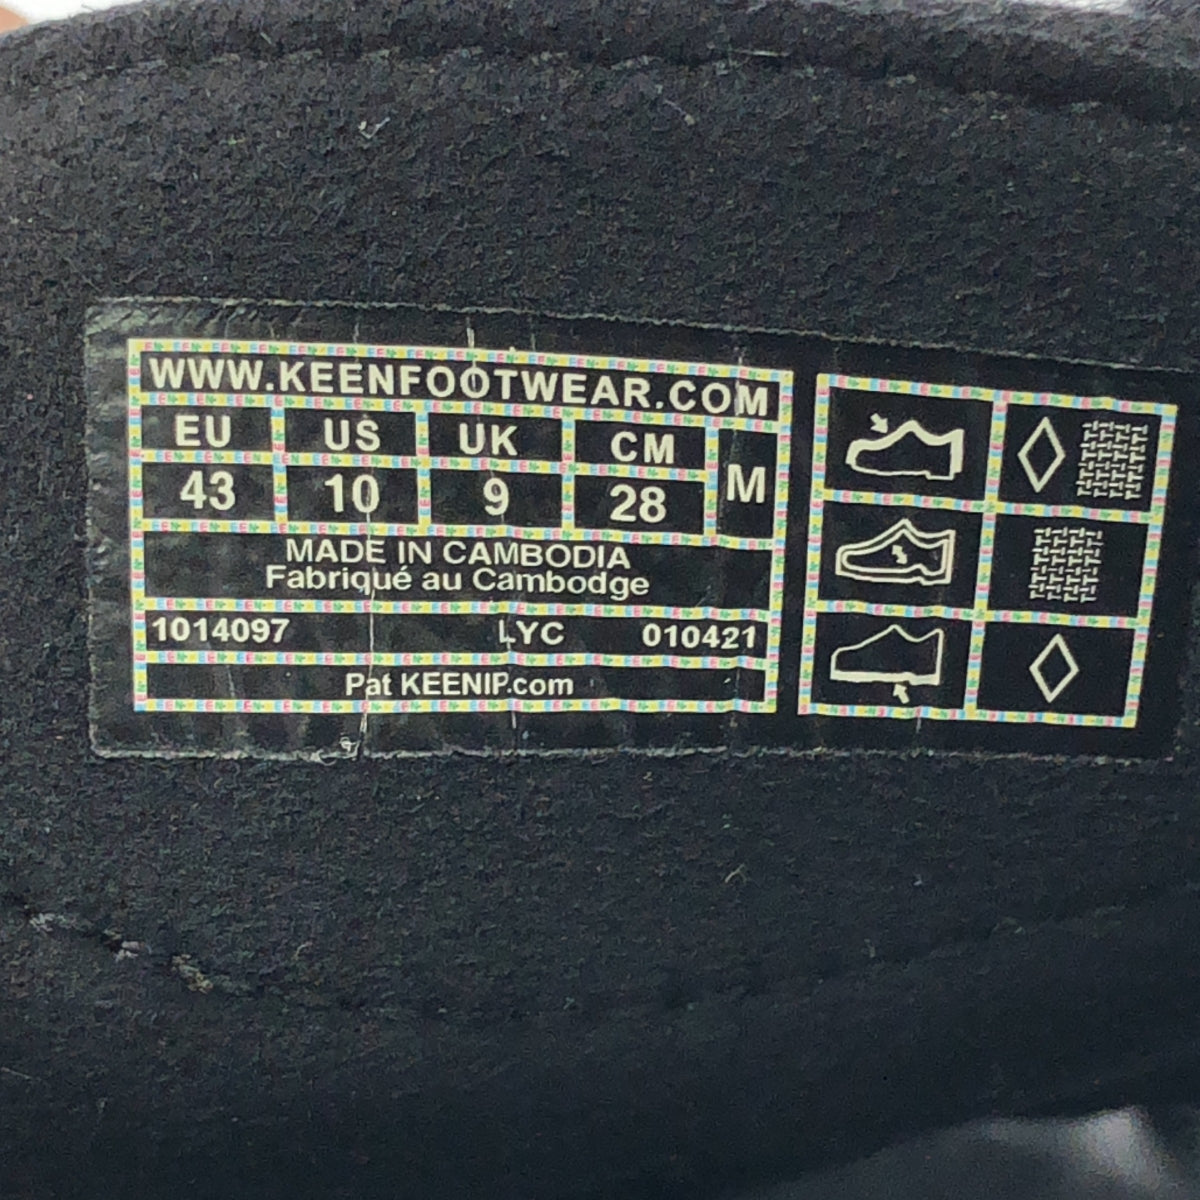 WWW.KEENFOOTWEAR.COM
EU US UK CM M
43 10 9 28
MADE IN CAMBODIA
Fabriqué au Cambodge
1014097 LYC 010421
Pat KEENIP.com